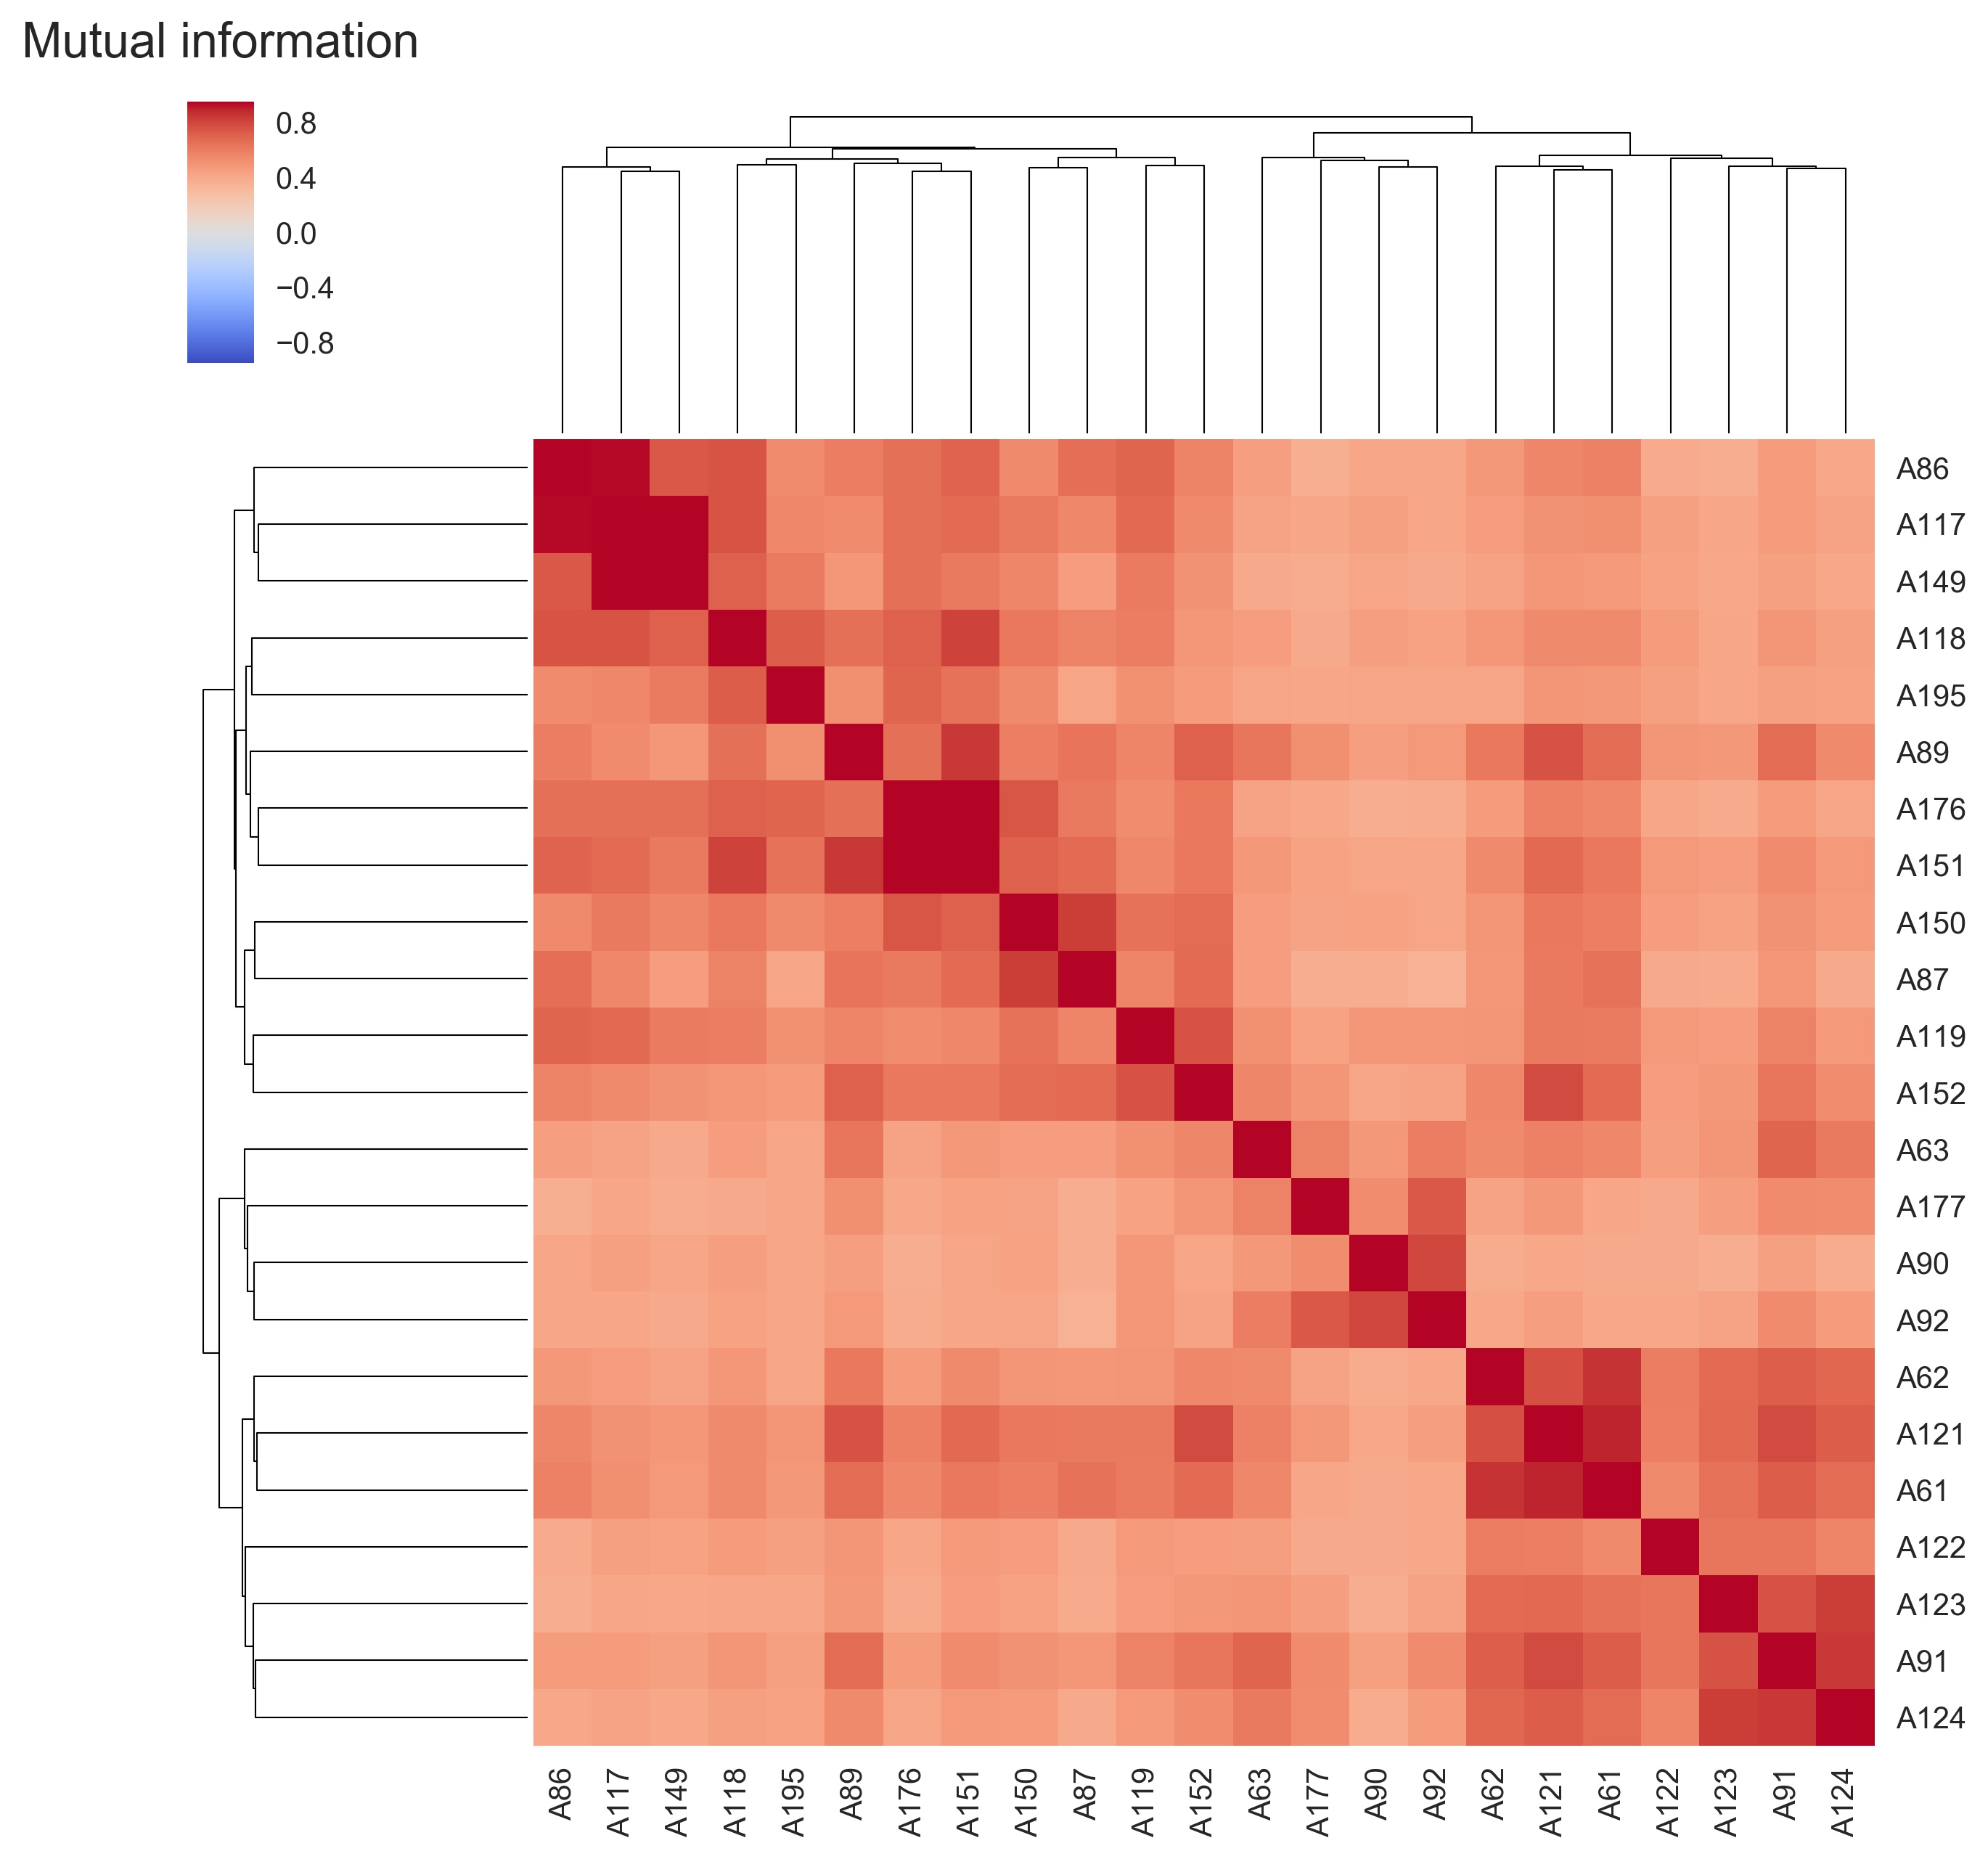 Mutual information
0.8
0.4
0.0
−0.4
−0.8
A86
A117
A149
A118
A195
A89
A176
A151
A150
A87
A119
A152
A63
A177
A90
A92
A62
A121
A61
A122
A123
A91
A124
A86 A117 A149 A118 A195 A89 A176 A151 A150 A87 A119 A152 A63 A177 A90 A92 A62 A121 A61 A122 A123 A91 A124